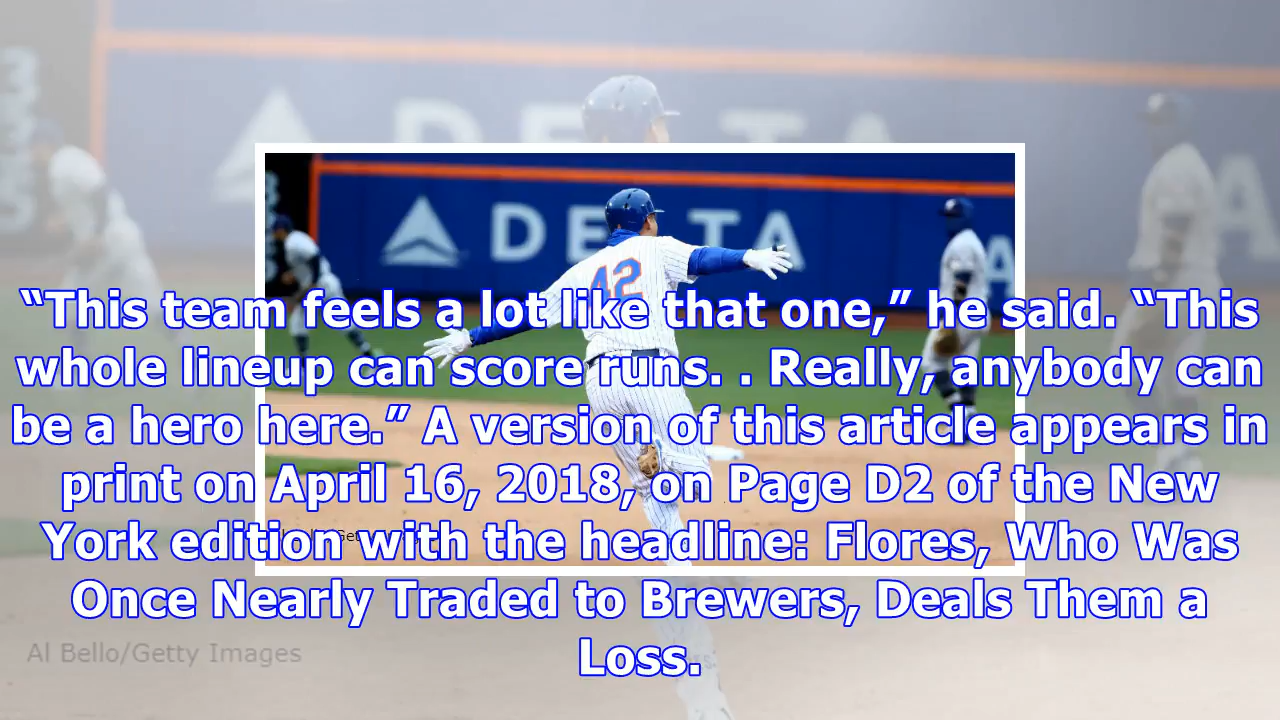 DELTA
DELTA
42
“This team feels a lot like that one,” he said. “This
whole lineup can score runs. . Really, anybody can
be a hero here.” A version of this article appears in
print on April 16, 2018, on Page D2 of the New
York edition with the headline: Flores, Who Was
Once Nearly Traded to Brewers, Deals Them a
Loss.
Al Bello/Getty Images